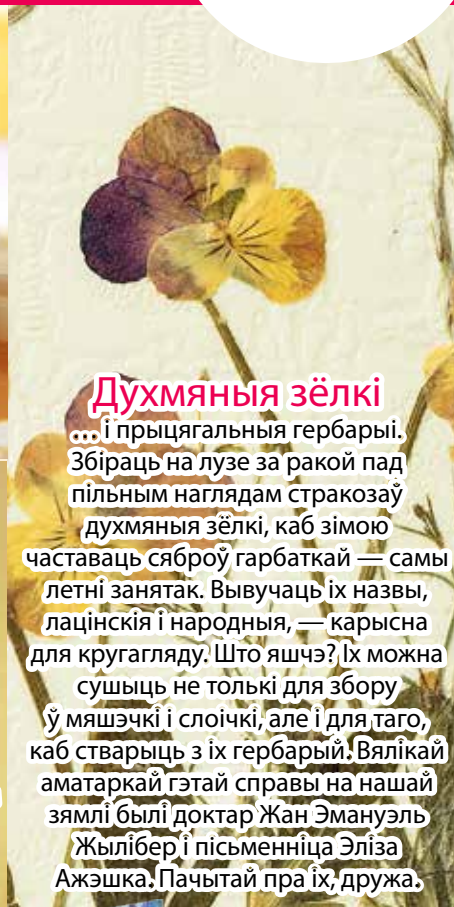 Духмяныя зёлкі
... і прыцягальныя гербарыі.
Збіраць на лузе за ракой пад
пільным наглядам стракозаў
духмяныя зёлкі, каб зімою
частаваць сяброў гарбаткай — самы
летні занятак. Вывучаць іх назвы,
лацінскія і народныя, — карысна
для кругагляду. Што яшчэ? Іх можна
сушыць не толькі для збору
ў мяшэчкі і слоічкі, але і для таго,
каб стварыць з іх гербарый. Вялікай
аматаркай гэтай справы на нашай
зямлі былі доктар Жан Эмануэль
Жылібер і пісьменніца Эліза
Ажэшка. Пачытай пра іх, дружа.